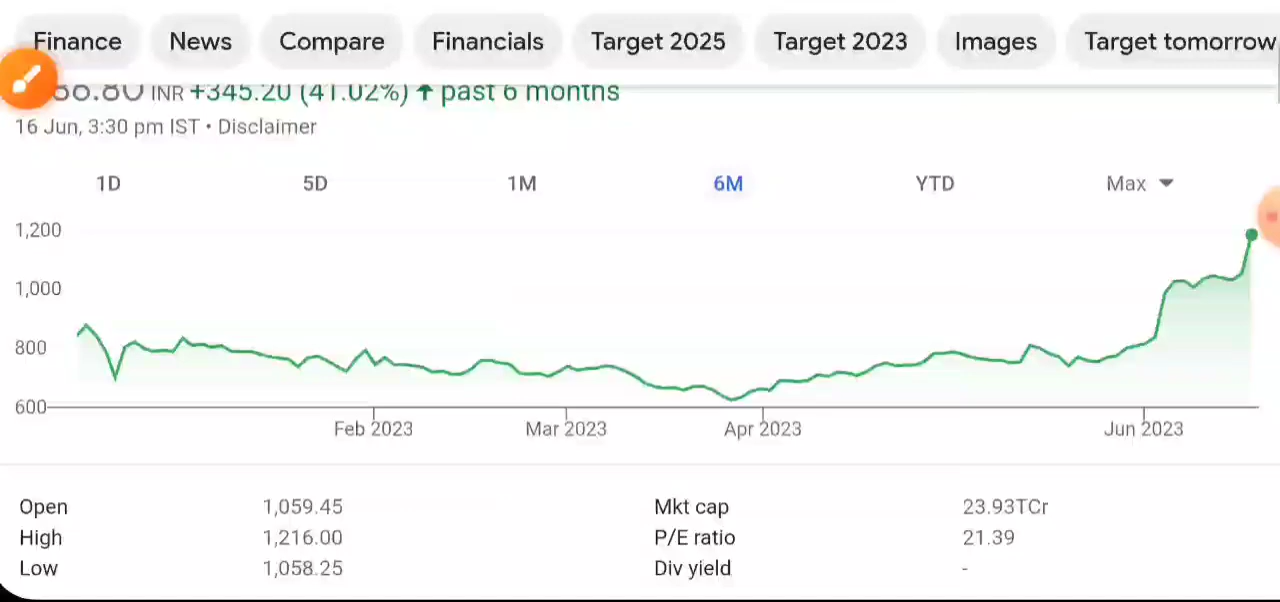 Finance News Compare Financials Target 2025 Target 2023 Images Target tomorrow
INR +345.20 (41.02%) ↑ past 6 months
16 Jun, 3:30 pm IST • Disclaimer
1D 5D 1M 6M YTD Max
1,200
1,000
800
600
Feb 2023 Mar 2023 Apr 2023 Jun 2023
Open 1,059.45 Mkt cap 23.93TCr
High 1,216.00 P/E ratio 21.39
Low 1,058.25 Div yield -